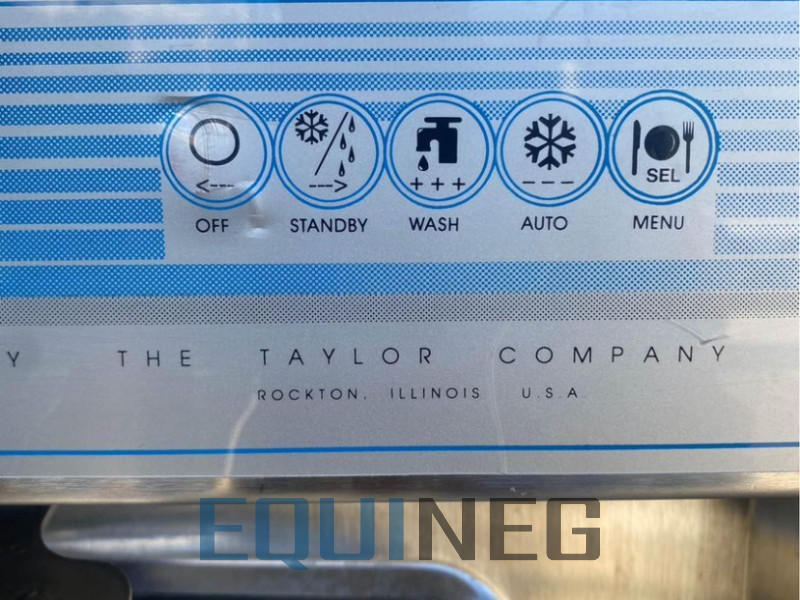 <--- ---> +++ --- SEL
OFF STANDBY WASH AUTO MENU
Y THE TAYLOR COMPANY
ROCKTON, ILLINOIS U.S.A.
EQUINEG